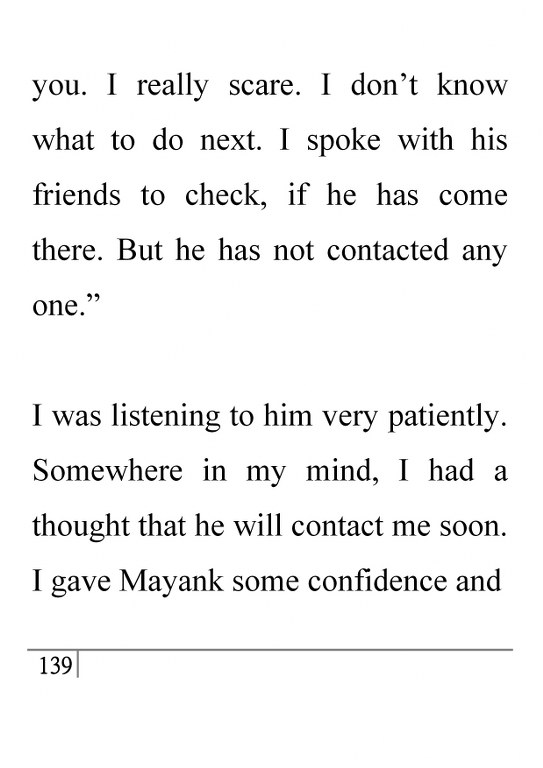 you. I really scare. I don’t know
what to do next. I spoke with his
friends to check, if he has come
there. But he has not contacted any
one.”
I was listening to him very patiently.
Somewhere in my mind, I had a
thought that he will contact me soon.
I gave Mayank some confidence and
139